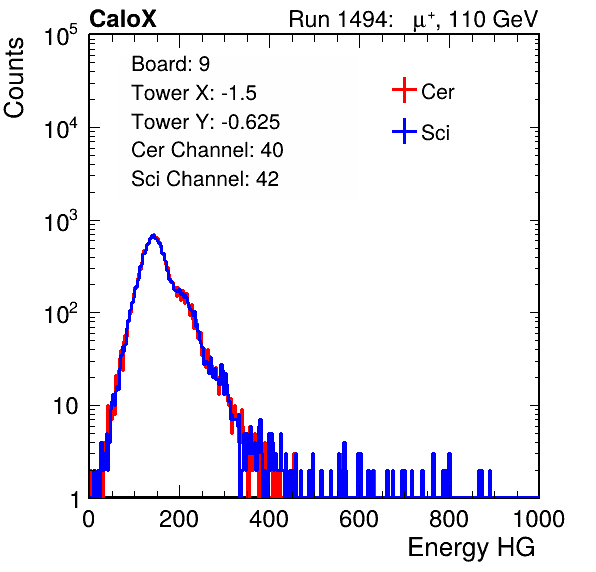 CaloX Run 1494: μ⁺, 110 GeV
Board: 9
Tower X: -1.5
Tower Y: -0.625
Cer Channel: 40
Sci Channel: 42
Cer
Sci
Counts
10⁵
10⁴
10³
10²
10
1
0 200 400 600 800 1000
Energy HG